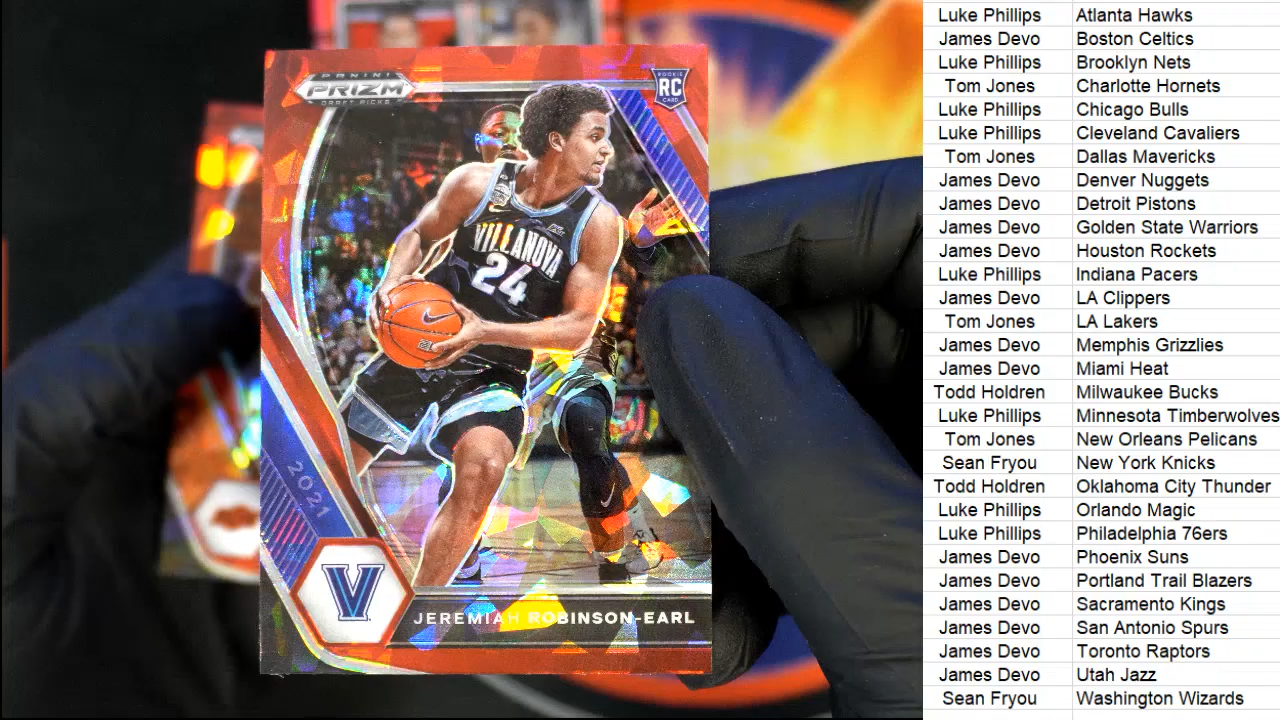 PANINI
PRIZM
DRAFT PICKS
ROOKIE
RC
CARD
VILLANOVA
24
2021
V
JEREMIAH ROBINSON-EARL
Luke Phillips Atlanta Hawks
James Devo Boston Celtics
Luke Phillips Brooklyn Nets
Tom Jones Charlotte Hornets
Luke Phillips Chicago Bulls
Luke Phillips Cleveland Cavaliers
Tom Jones Dallas Mavericks
James Devo Denver Nuggets
James Devo Detroit Pistons
James Devo Golden State Warriors
James Devo Houston Rockets
Luke Phillips Indiana Pacers
James Devo LA Clippers
Tom Jones LA Lakers
James Devo Memphis Grizzlies
James Devo Miami Heat
Todd Holdren Milwaukee Bucks
Luke Phillips Minnesota Timberwolves
Tom Jones New Orleans Pelicans
Sean Fryou New York Knicks
Todd Holdren Oklahoma City Thunder
Luke Phillips Orlando Magic
Luke Phillips Philadelphia 76ers
James Devo Phoenix Suns
James Devo Portland Trail Blazers
James Devo Sacramento Kings
James Devo San Antonio Spurs
James Devo Toronto Raptors
James Devo Utah Jazz
Sean Fryou Washington Wizards